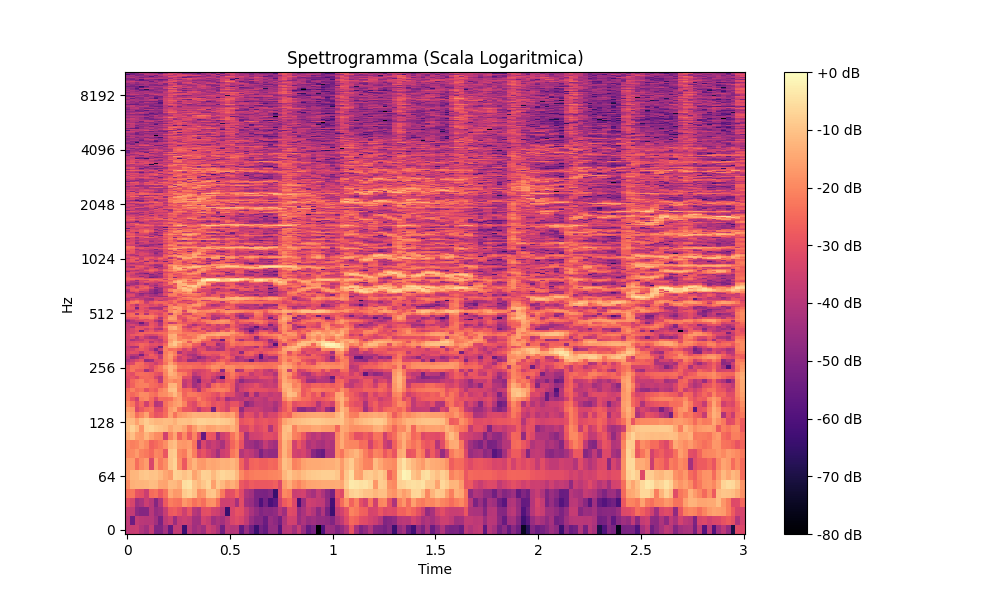 Spettrogramma (Scala Logaritmica)
Hz
8192
4096
2048
1024
512
256
128
64
0
0
0.5
1
1.5
2
2.5
3
Time
+0 dB
-10 dB
-20 dB
-30 dB
-40 dB
-50 dB
-60 dB
-70 dB
-80 dB